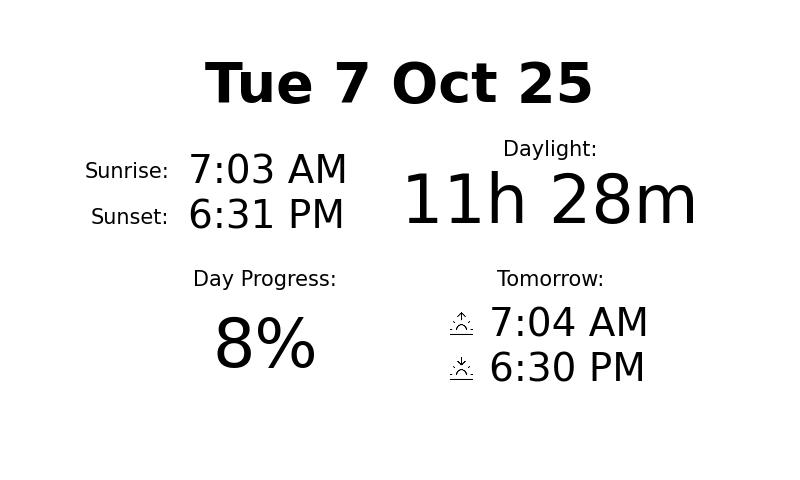 Tue 7 Oct 25
Sunrise: 7:03 AM
Sunset: 6:31 PM
Daylight:
11h 28m
Day Progress:
8%
Tomorrow:
7:04 AM
6:30 PM